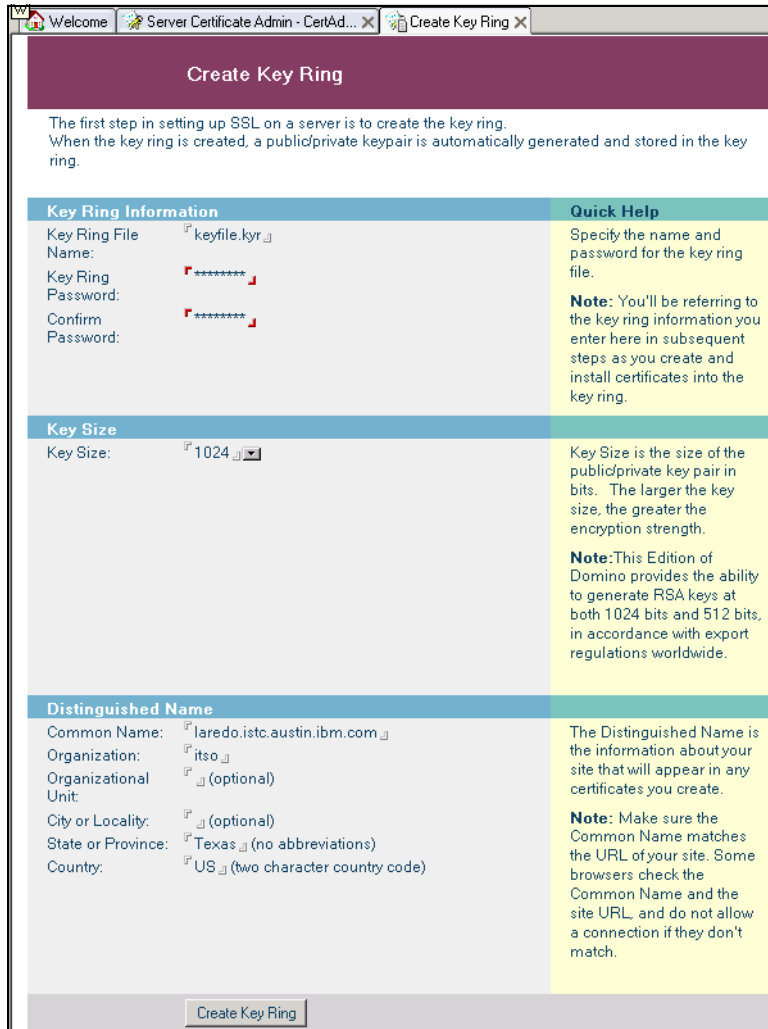 W
Welcome
Server Certificate Admin - CertAd...
Create Key Ring
Create Key Ring
The first step in setting up SSL on a server is to create the key ring.
When the key ring is created, a public/private keypair is automatically generated and stored in the key
ring.
Key Ring Information
Key Ring File
Name:
keyfile.kyr
Key Ring
Password:
********
Confirm
Password:
********
Quick Help
Specify the name and
password for the key ring
file.
Note: You'll be referring to
the key ring information you
enter here in subsequent
steps as you create and
install certificates into the
key ring.
Key Size
Key Size:
1024
Key Size is the size of the
public/private key pair in
bits. The larger the key
size, the greater the
encryption strength.
Note:This Edition of
Domino provides the ability
to generate RSA keys at
both 1024 bits and 512 bits,
in accordance with export
regulations worldwide.
Distinguished Name
Common Name: laredo.istc.austin.ibm.com
Organization: itso
Organizational
Unit:
(optional)
City or Locality: (optional)
State or Province: Texas (no abbreviations)
Country: US (two character country code)
The Distinguished Name is
the information about your
site that will appear in any
certificates you create.
Note: Make sure the
Common Name matches
the URL of your site. Some
browsers check the
Common Name and the
site URL, and do not allow
a connection if they don't
match.
Create Key Ring